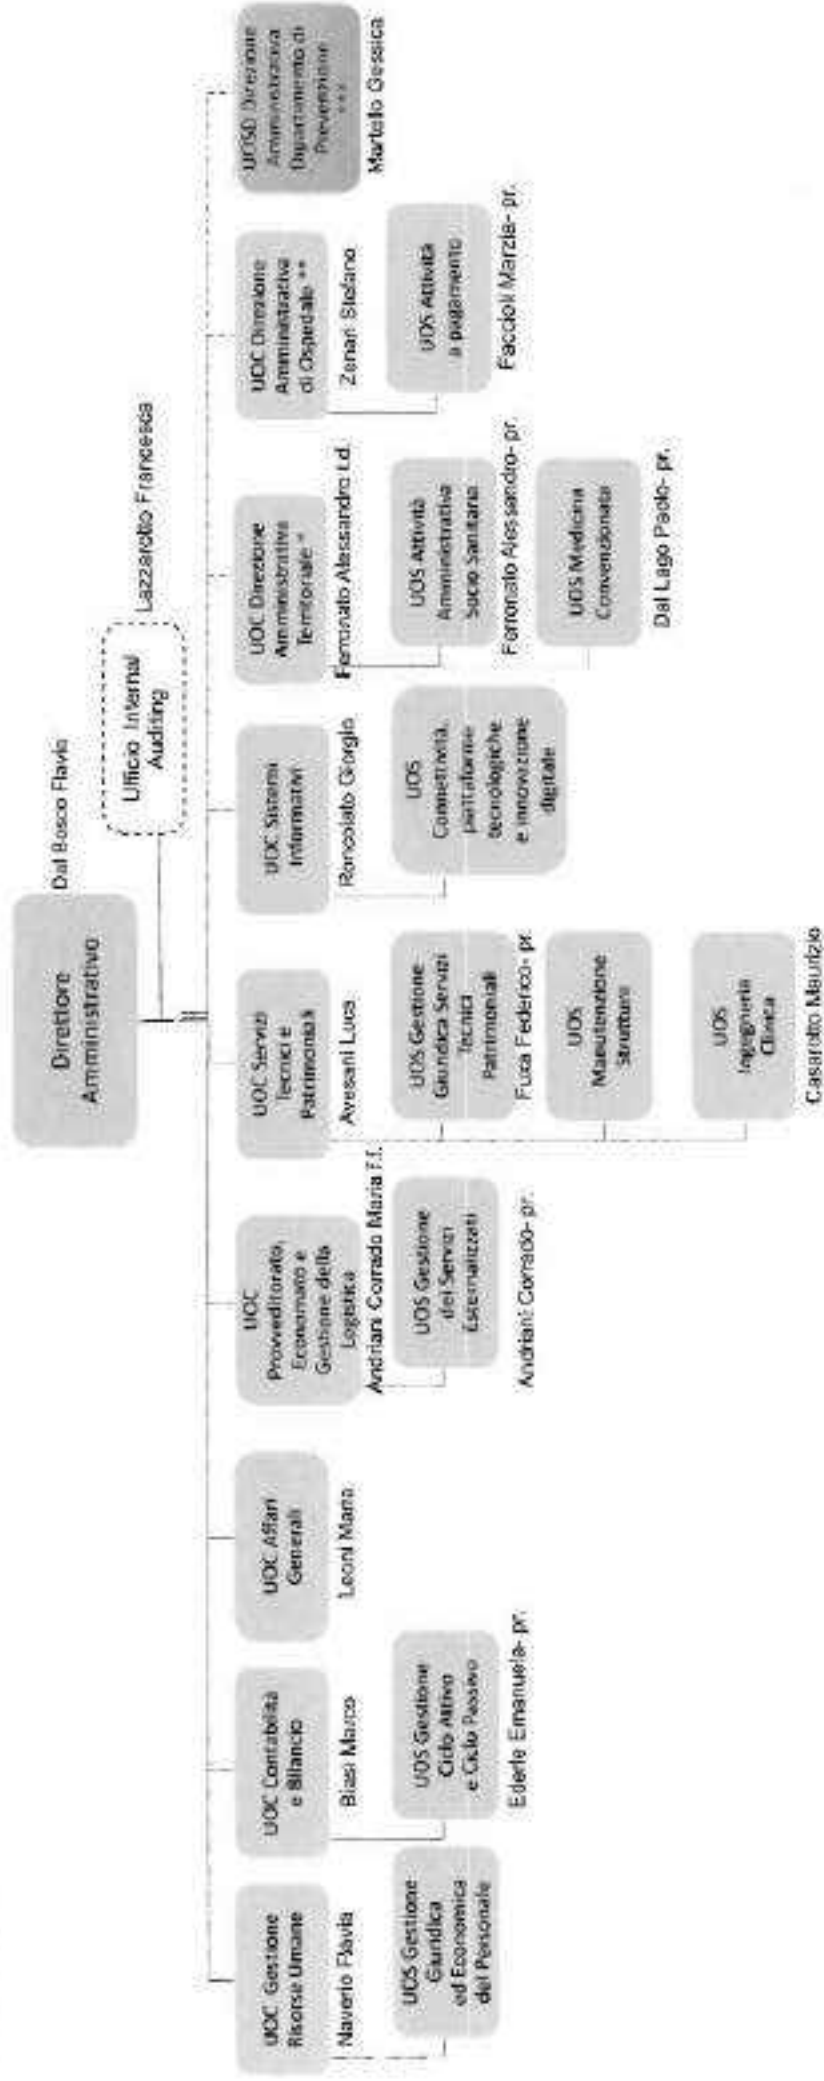 Direttore
Amministrativo
Dal Bosco Flavio
Ufficio Internal
Auditing
Lazzarotto Francesca
UOC Gestione
Risorse Umane
Naverio Flavia
UOS Gestione
Giuridica
ed Economica
del Personale
UOC Contabilità
e Bilancio
Biasi Marco
UOS Gestione
Ciclo Attivo
e Ciclo Passivo
Ederle Emanuela- pr.
UOC Affari
Generali
Leoni Maria
UOC
Provveditorato,
Economato e
Gestione della
Logistica
Andriani Corrado Maria F.f.
UOS Gestione
dei Servizi
Esternalizzati
Andriani Corrado- pr.
UOC Servizi
Tecnici e
Patrimoniali
Avesani Luca
UOS Gestione
Giuridica Servizi
Tecnici
Patrimoniali
Fuxa Federico- pr.
UOS
Manutenzione
Strutture
UOS
Ingegneria
Clinica
Casarotto Maurizio
UOC Sistemi
Informativi
Roncolato Giorgio
UOS
Connettività,
piattaforme
tecnologiche
e innovizione
digitale
UOC Direzione
Amministrativa
Territoriale *
Ferronato Alessandro t.d.
UOS Attività
Amministrativa
Socio Sanitaria
Ferronato Alessandro- pr.
UOS Medicina
Convenzionata
Dal Lago Paolo- pr.
UOC Direzione
Amministrativa
di Ospedale **
Zenari Stefano
UOS Attività
a pagamento
Faccioli Marzia- pr.
UOSD Direzione
Amministrativa
Dipartimento di
Prevenzione
***
Martello Gessica